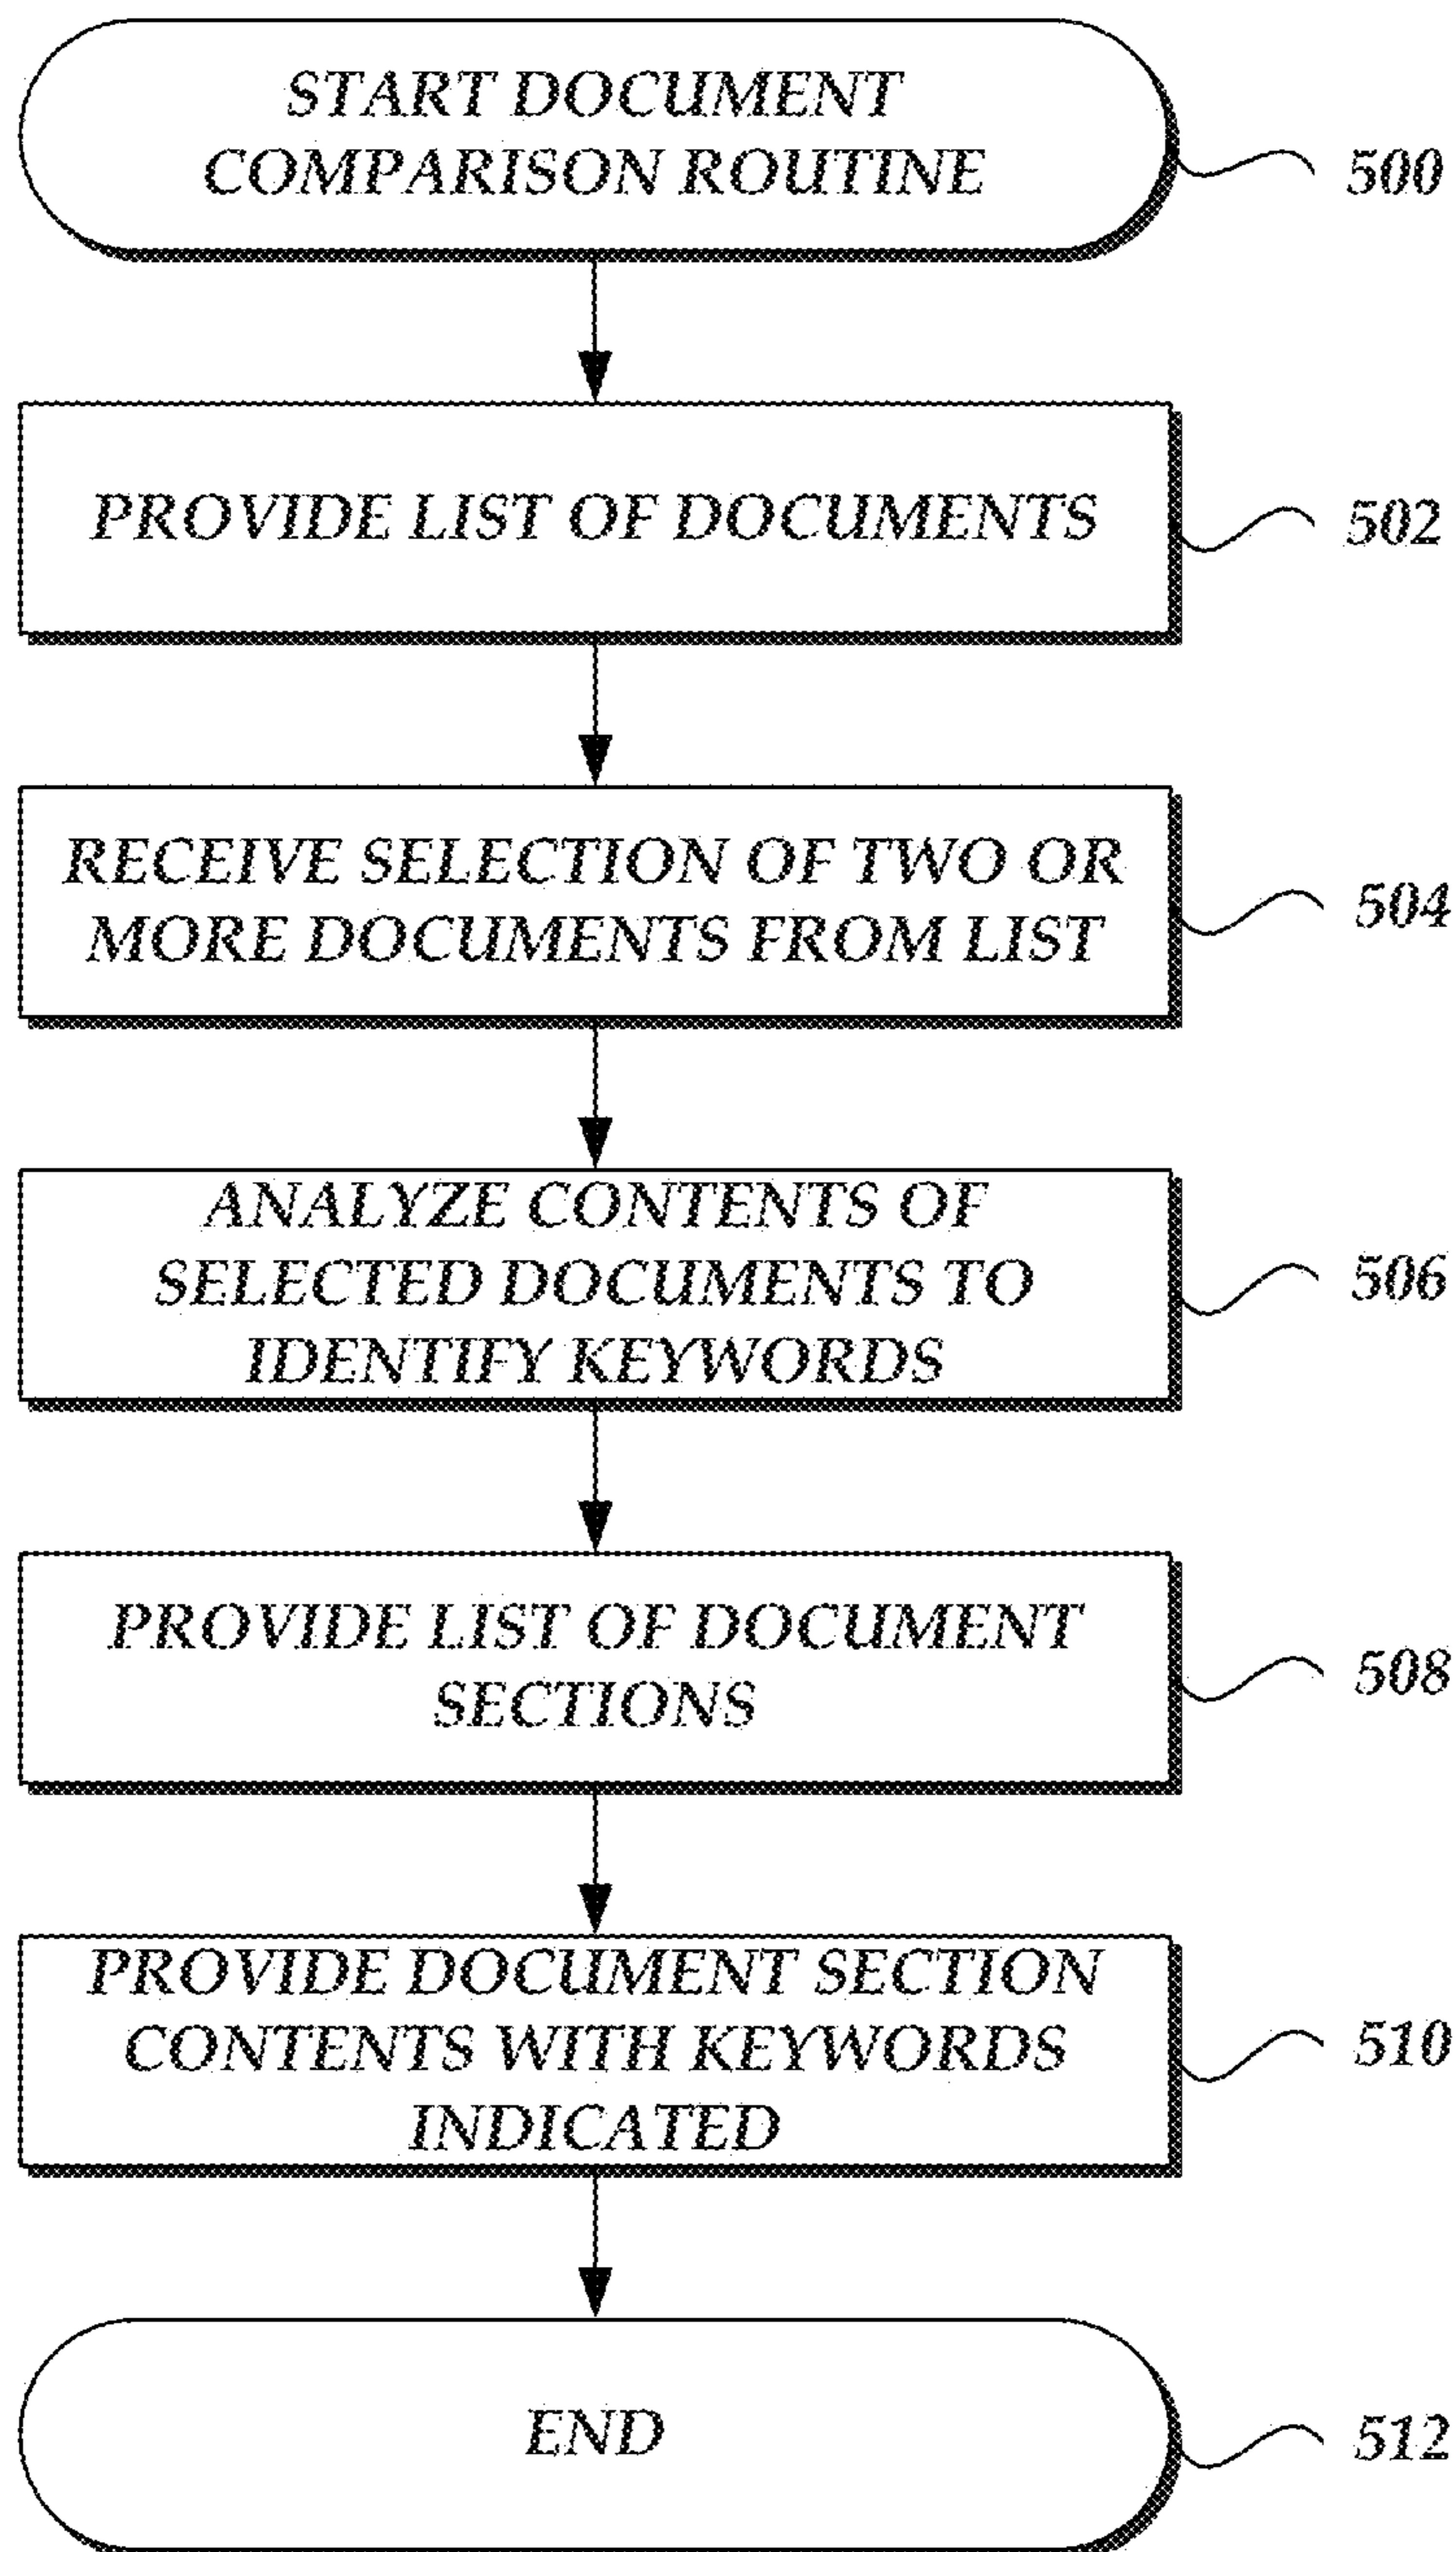 START DOCUMENT
COMPARISON ROUTINE
500
PROVIDE LIST OF DOCUMENTS
502
RECEIVE SELECTION OF TWO OR
MORE DOCUMENTS FROM LIST
504
ANALYZE CONTENTS OF
SELECTED DOCUMENTS TO
IDENTIFY KEYWORDS
506
PROVIDE LIST OF DOCUMENT
SECTIONS
508
PROVIDE DOCUMENT SECTION
CONTENTS WITH KEYWORDS
INDICATED
510
END
512